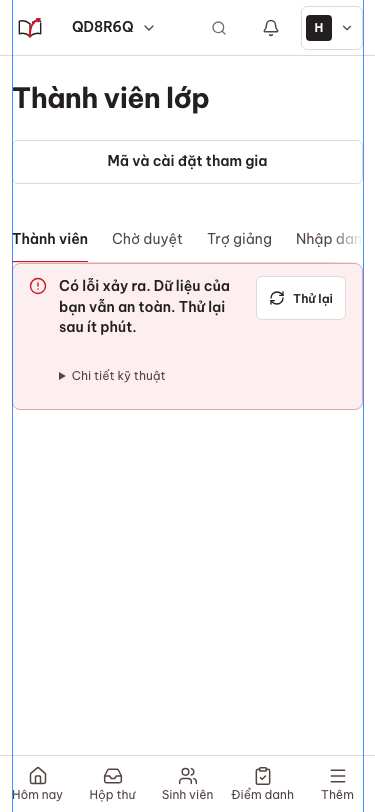 QD8R6Q
H
Thành viên lớp
Mã và cài đặt tham gia
Thành viên
Chờ duyệt
Trợ giảng
Nhập dan
Có lỗi xảy ra. Dữ liệu của
bạn vẫn an toàn. Thử lại
sau ít phút.
Thử lại
Chi tiết kỹ thuật
Hôm nay
Hộp thư
Sinh viên
Điểm danh
Thêm